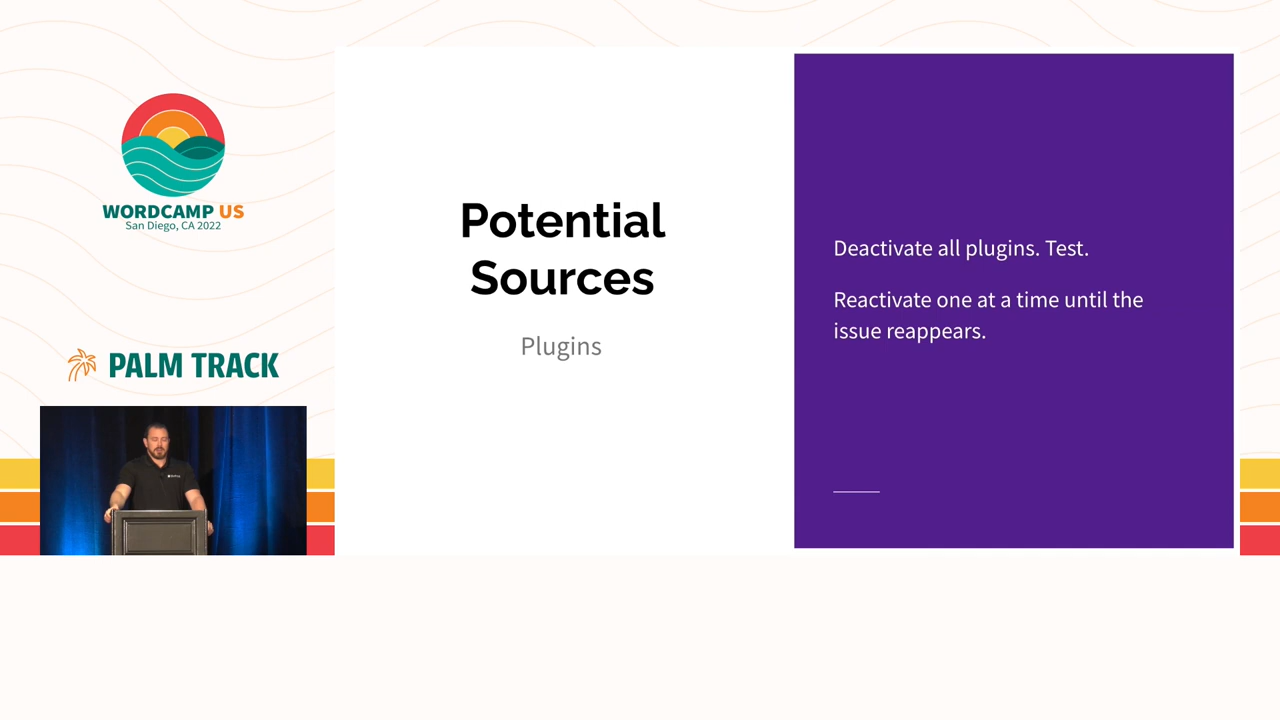 WORDCAMP US
San Diego, CA 2022
PALM TRACK
Potential
Sources
Plugins
Deactivate all plugins. Test.
Reactivate one at a time until the
issue reappears.